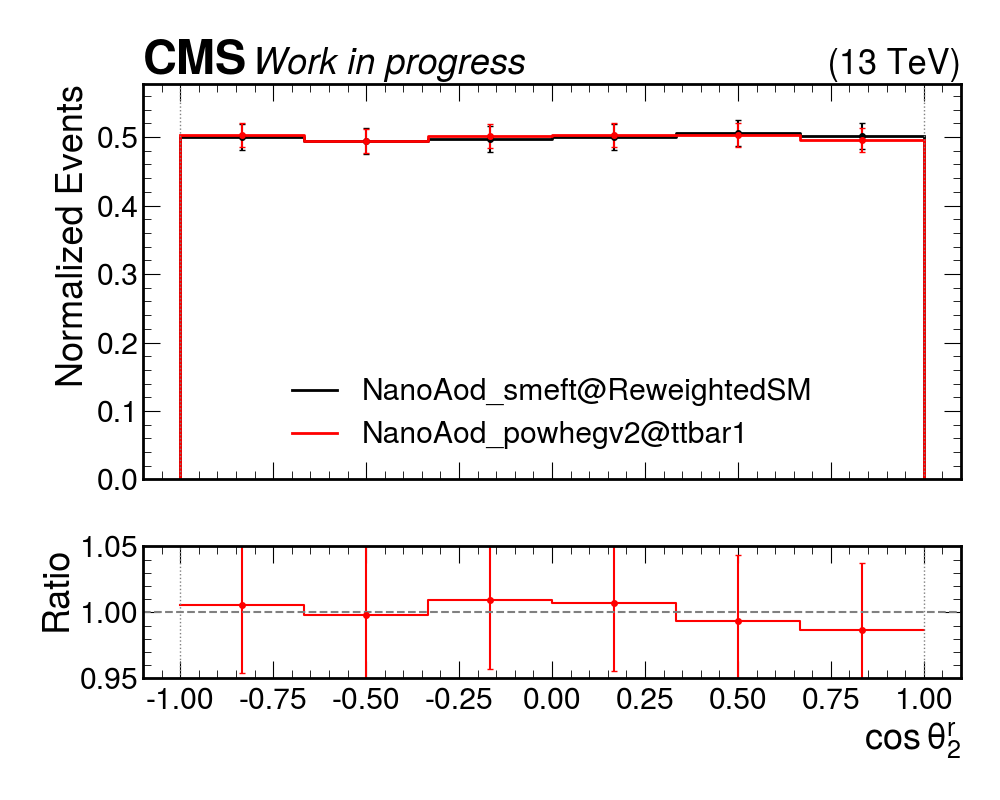 CMS Work in progress (13 TeV)
Normalized Events
0.5
0.4
0.3
0.2
0.1
0.0
NanoAod_smeft@ReweightedSM
NanoAod_powhegv2@ttbar1
Ratio
1.05
1.00
0.95
-1.00 -0.75 -0.50 -0.25 0.00 0.25 0.50 0.75 1.00
cos θ₂ʳ